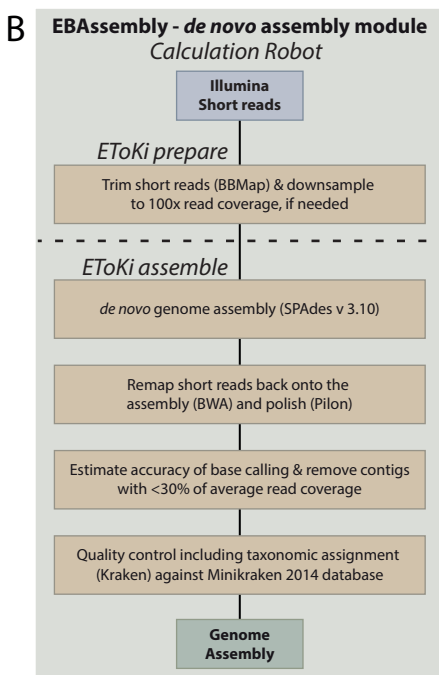 B
EBAssembly - de novo assembly module
Calculation Robot
Illumina
Short reads
EToKi prepare
Trim short reads (BBMap) & downsample
to 100x read coverage, if needed
EToKi assemble
de novo genome assembly (SPAdes v 3.10)
Remap short reads back onto the
assembly (BWA) and polish (Pilon)
Estimate accuracy of base calling & remove contigs
with <30% of average read coverage
Quality control including taxonomic assignment
(Kraken) against Minikraken 2014 database
Genome
Assembly